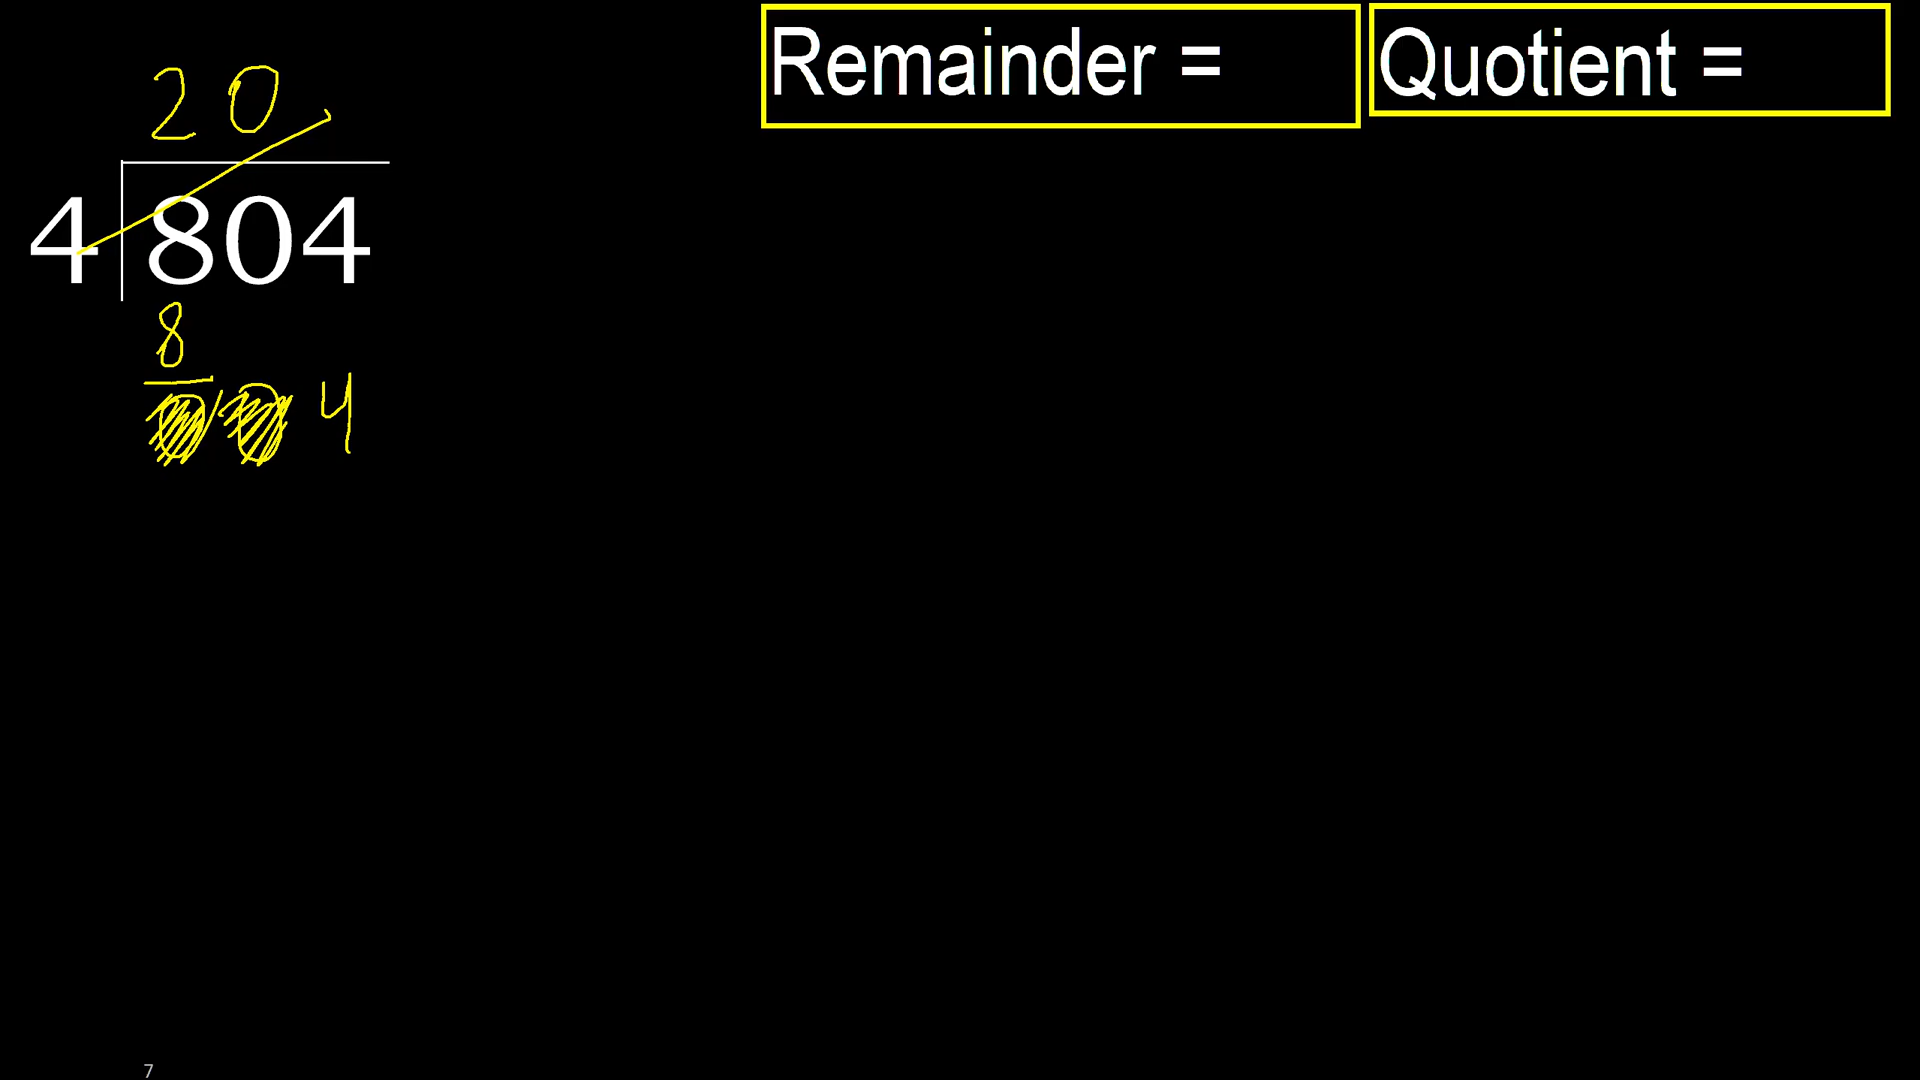 Remainder =
Quotient =
20
4 804
8
4
7